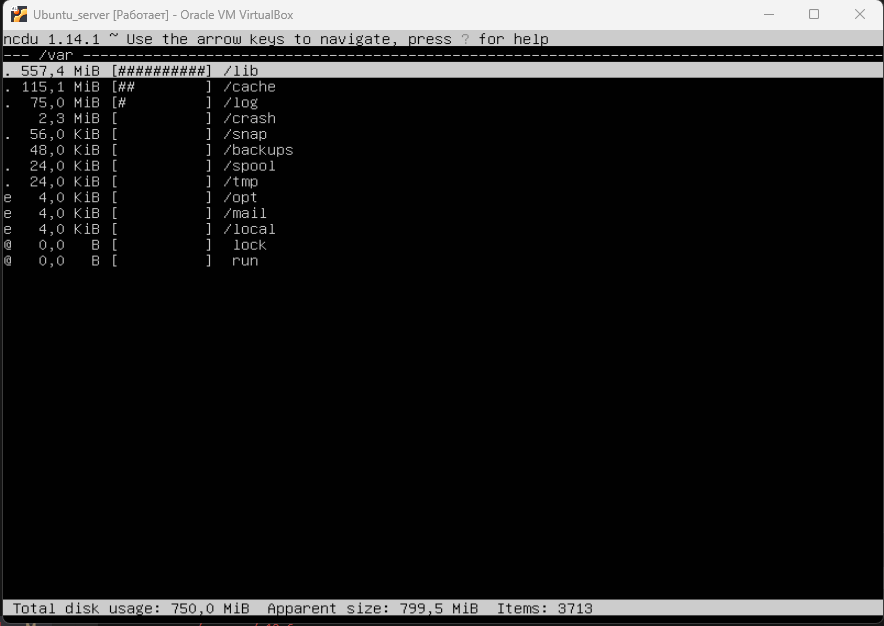 Ubuntu_server [Работает] - Oracle VM VirtualBox
ncdu 1.14.1 ~ Use the arrow keys to navigate, press ? for help
--- /var ----------------------------------------------------------------------------------------
. 557,4 MiB [##########] /lib
. 115,1 MiB [##        ] /cache
.  75,0 MiB [#         ] /log
    2,3 MiB [          ] /crash
.  56,0 KiB [          ] /snap
   48,0 KiB [          ] /backups
.  24,0 KiB [          ] /spool
.  24,0 KiB [          ] /tmp
e   4,0 KiB [          ] /opt
e   4,0 KiB [          ] /mail
e   4,0 KiB [          ] /local
@   0,0   B [          ]  lock
@   0,0   B [          ]  run
Total disk usage: 750,0 MiB  Apparent size: 799,5 MiB  Items: 3713